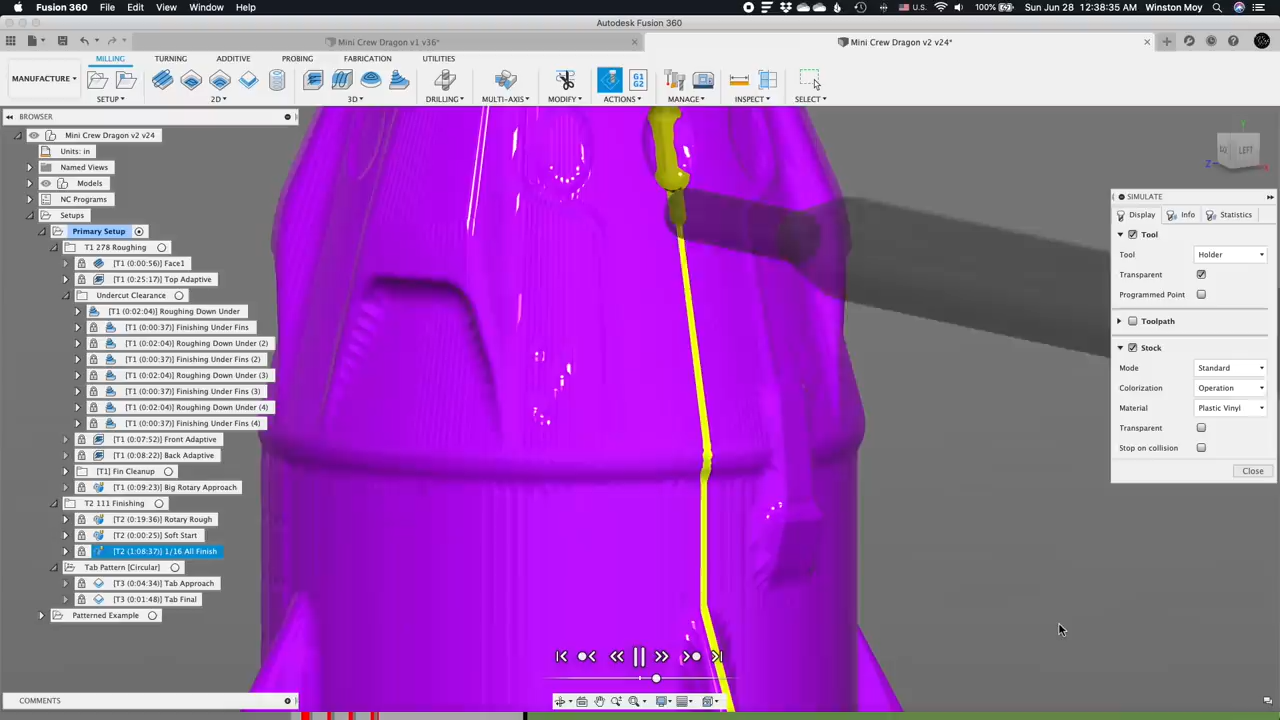 Fusion 360 File Edit View Window Help
U.S. 100% Sun Jun 28 12:38:35 AM Winston Moy
Autodesk Fusion 360
Mini Crew Dragon v1 v36* Mini Crew Dragon v2 v24*
MILLING TURNING ADDITIVE PROBING FABRICATION UTILITIES
MANUFACTURE
G1 G2
SETUP 2D 3D DRILLING MULTI-AXIS MODIFY ACTIONS MANAGE INSPECT SELECT
BROWSER
Mini Crew Dragon v2 v24
Units: in
Named Views
Models
NC Programs
Setups
Primary Setup
T1 278 Roughing
[T1 (0:00:56)] Face1
[T1 (0:25:17)] Top Adaptive
Undercut Clearance
[T1 (0:02:04)] Roughing Down Under
[T1 (0:00:37)] Finishing Under Fins
[T1 (0:02:04)] Roughing Down Under (2)
[T1 (0:00:37)] Finishing Under Fins (2)
[T1 (0:02:04)] Roughing Down Under (3)
[T1 (0:00:37)] Finishing Under Fins (3)
[T1 (0:02:04)] Roughing Down Under (4)
[T1 (0:00:37)] Finishing Under Fins (4)
[T1 (0:07:52)] Front Adaptive
[T1 (0:08:22)] Back Adaptive
[T1] Fin Cleanup
[T1 (0:09:23)] Big Rotary Approach
T2 111 Finishing
[T2 (0:19:36)] Rotary Rough
[T2 (0:00:25)] Soft Start
[T2 (1:08:37)] 1/16 All Finish
Tab Pattern [Circular]
[T3 (0:04:34)] Tab Approach
[T3 (0:01:48)] Tab Final
Patterned Example
COMMENTS
Y
LEFT
Z
SIMULATE
Display Info Statistics
Tool
Tool Holder
Transparent
Programmed Point
Toolpath
Stock
Mode Standard
Colorization Operation
Material Plastic Vinyl
Transparent
Stop on collision
Close